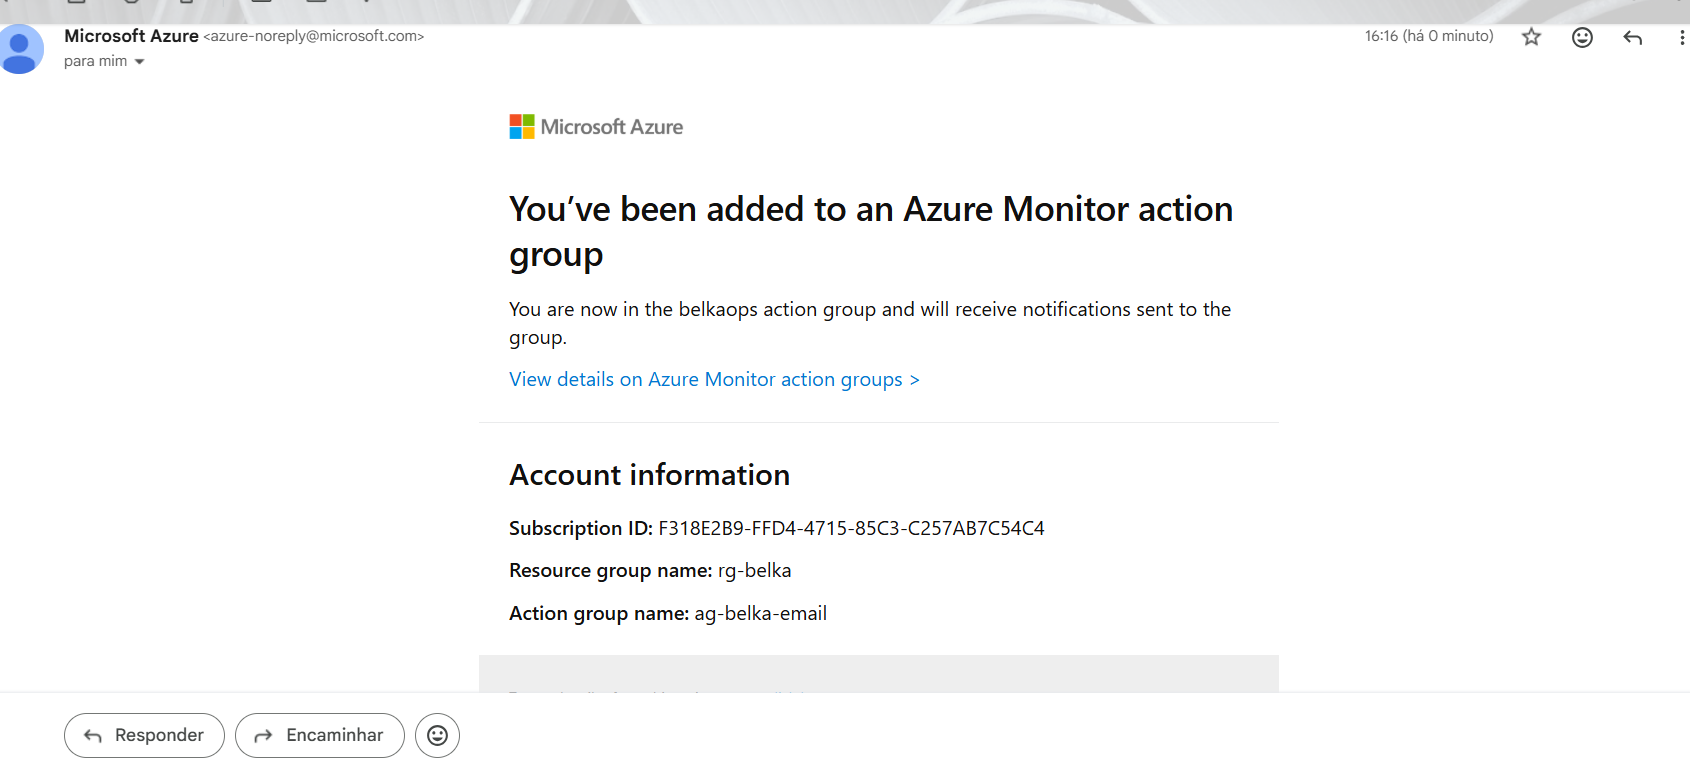 Microsoft Azure <azure-noreply@microsoft.com>
16:16 (há 0 minuto)
para mim
Microsoft Azure
You’ve been added to an Azure Monitor action
group
You are now in the belkaops action group and will receive notifications sent to the
group.
View details on Azure Monitor action groups >
Account information
Subscription ID: F318E2B9-FFD4-4715-85C3-C257AB7C54C4
Resource group name: rg-belka
Action group name: ag-belka-email
Responder
Encaminhar